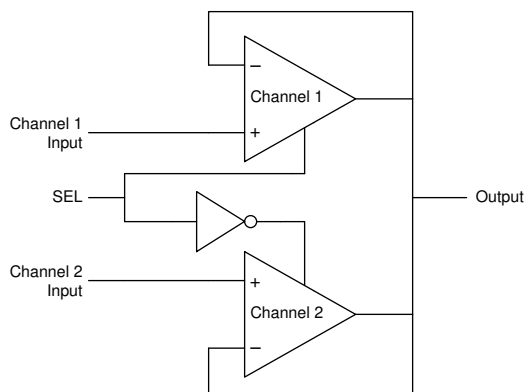 −
Channel 1
+
Channel 1
Input
SEL
Output
Channel 2
Input
+
Channel 2
−